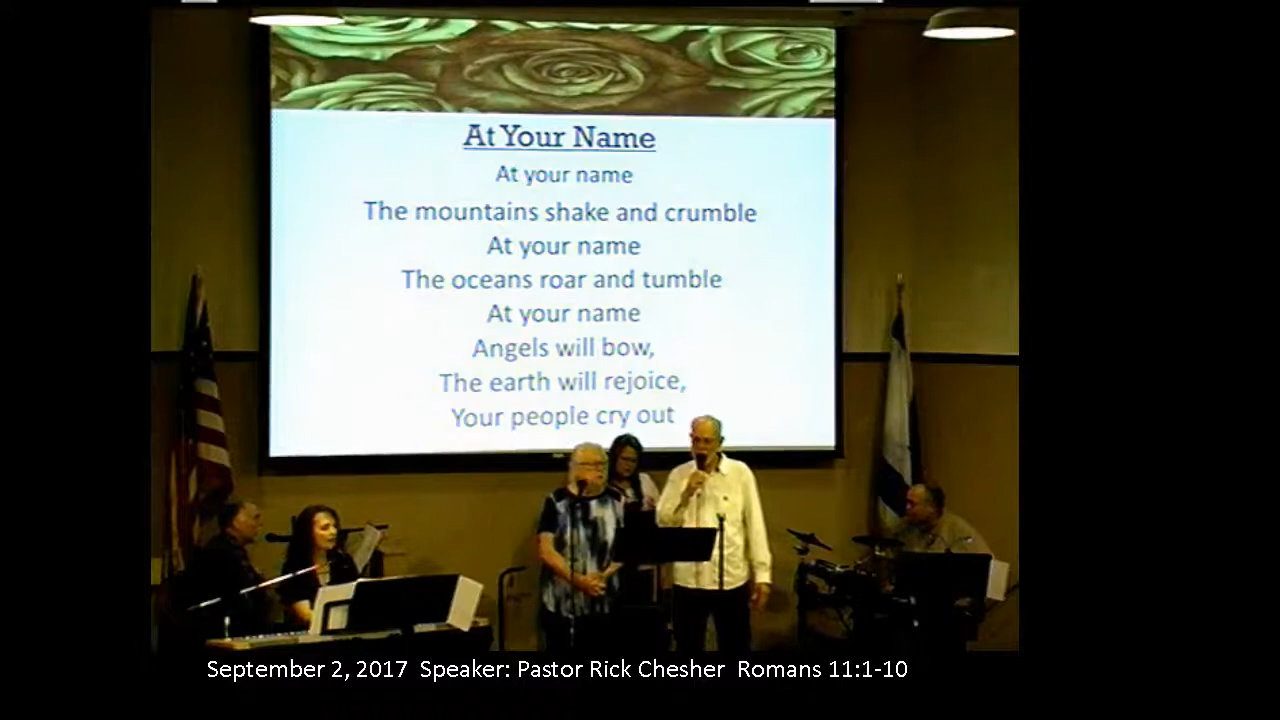 At Your Name
At your name
The mountains shake and crumble
At your name
The oceans roar and tumble
At your name
Angels will bow,
The earth will rejoice,
Your people cry out
September 2, 2017 Speaker: Pastor Rick Chesher Romans 11:1-10